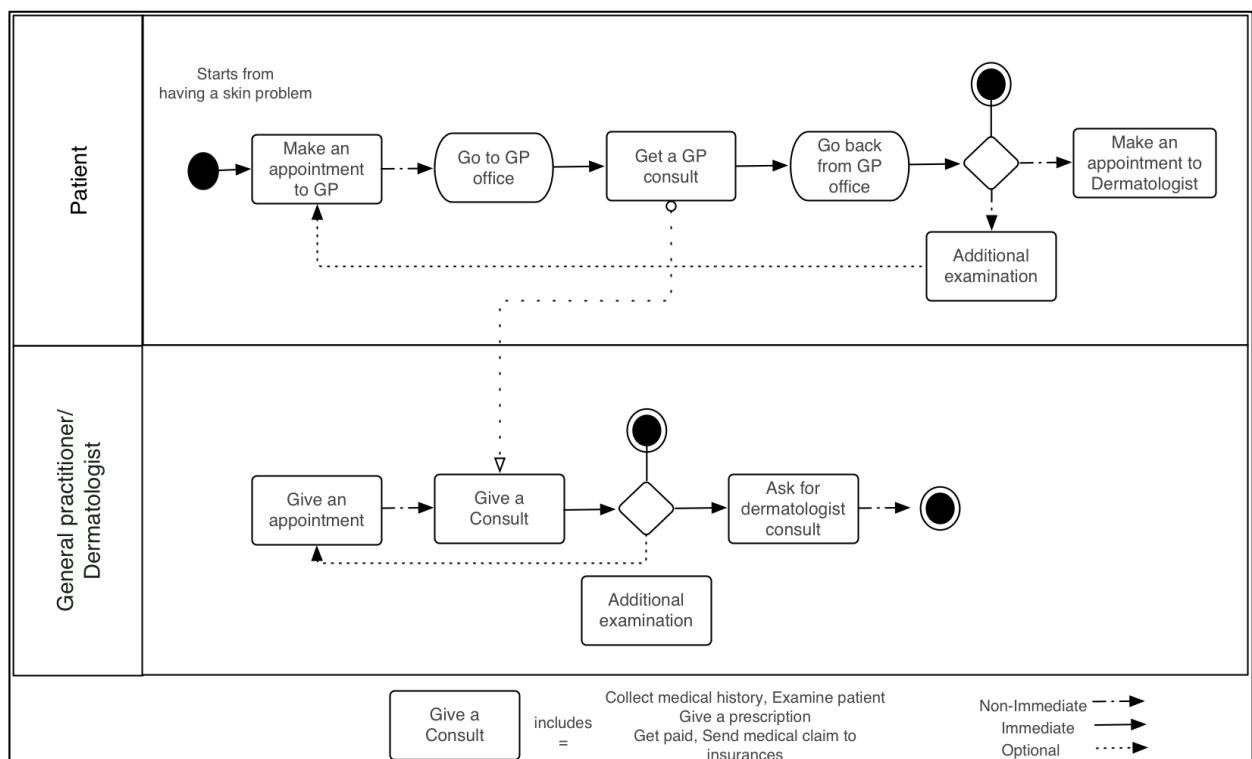 Starts from
having a skin problem
Patient
Make an
appointment
to GP
Go to GP
office
Get a GP
consult
Go back
from GP
office
Make an
appointment to
Dermatologist
Additional
examination
General practitioner/
Dermatologist
Give an
appointment
Give a
Consult
Ask for
dermatologist
consult
Additional
examination
Give a
Consult
includes
=
Collect medical history, Examine patient
Give a prescription
Get paid, Send medical claim to
insurances
Non-Immediate
Immediate
Optional